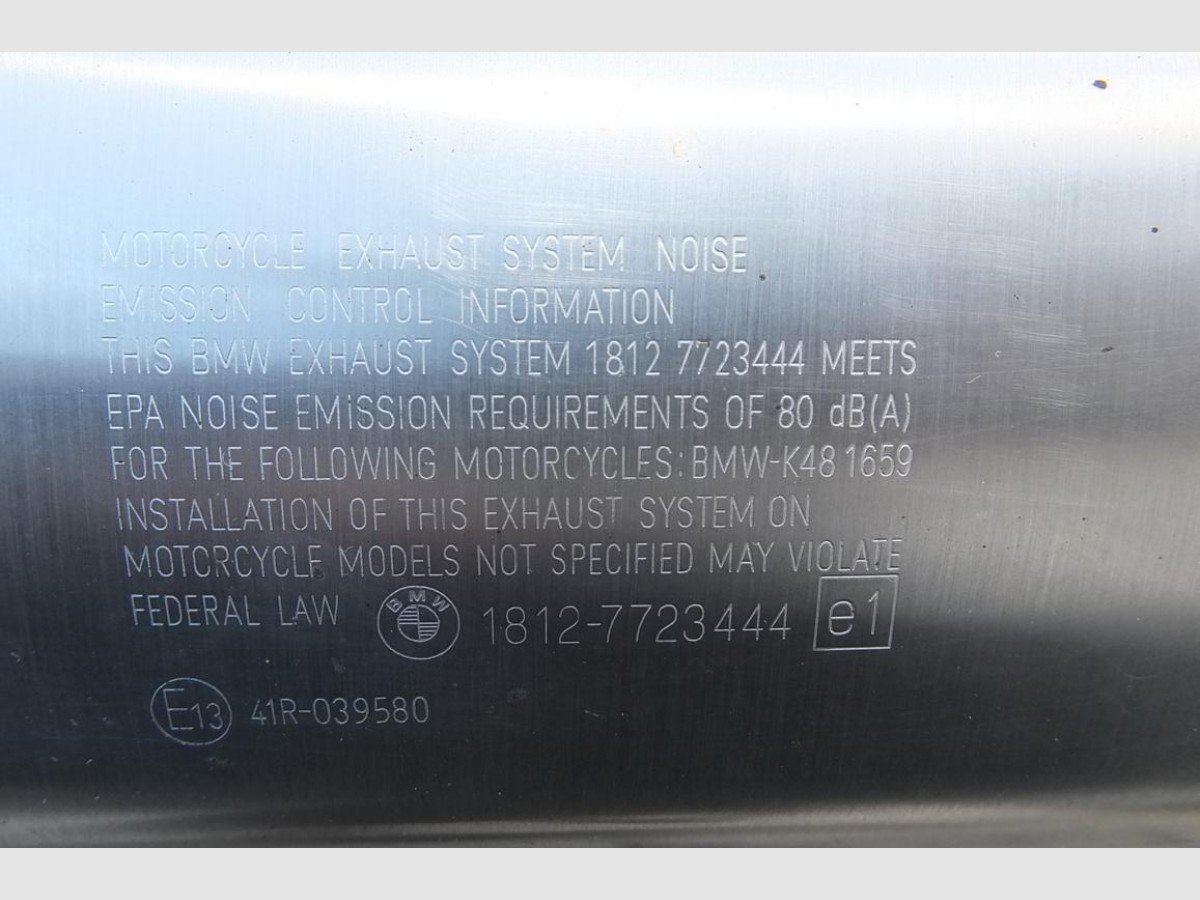 MOTORCYCLE EXHAUST SYSTEM NOISE
EMISSION CONTROL INFORMATION
THIS BMW EXHAUST SYSTEM 1812 7723444 MEETS
EPA NOISE EMISSION REQUIREMENTS OF 80 dB(A)
FOR THE FOLLOWING MOTORCYCLES: BMW-K48 1659
INSTALLATION OF THIS EXHAUST SYSTEM ON
MOTORCYCLE MODELS NOT SPECIFIED MAY VIOLATE
FEDERAL LAW BMW 1812-7723444 e1
E13 41R-039580